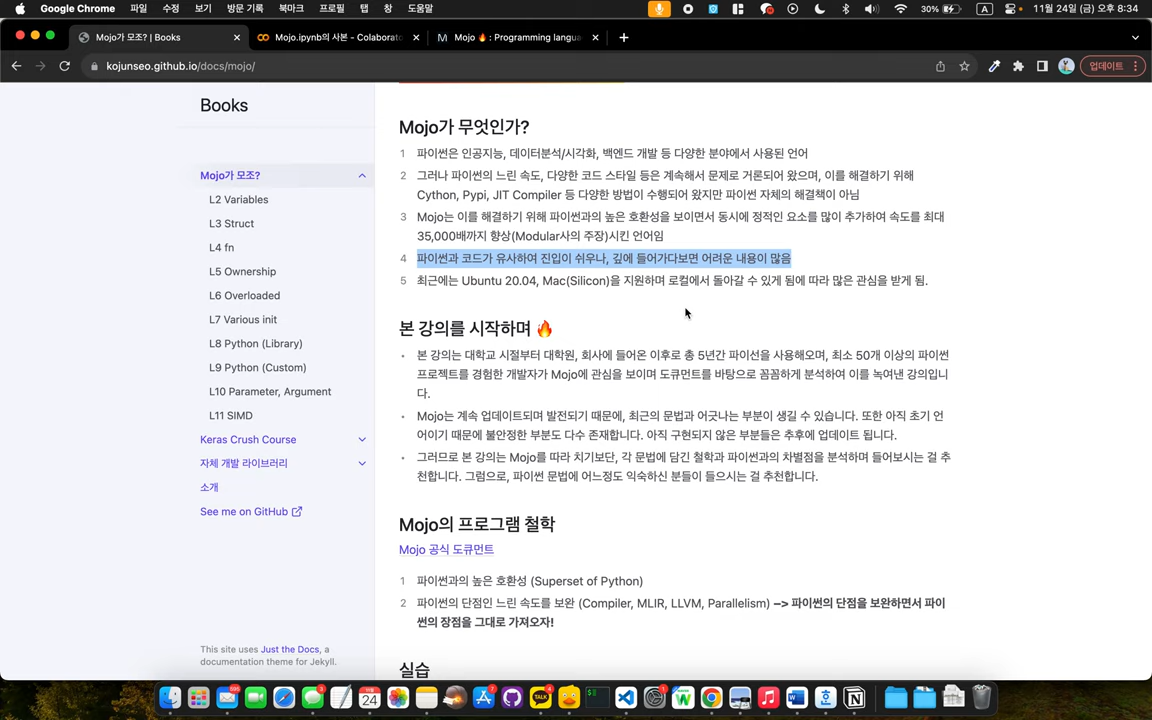 Google Chrome 파일 수정 보기 방문 기록 북마크 프로필 탭 창 도움말 30% A 11월 24일 (금) 오후 8:34
Mojo가 모조? | Books Mojo.ipynb의 사본 - Colaborato Mojo 🔥 : Programming langua
kojunseo.github.io/docs/mojo/ 업데이트
Books
Mojo가 모조?
L2 Variables
L3 Struct
L4 fn
L5 Ownership
L6 Overloaded
L7 Various init
L8 Python (Library)
L9 Python (Custom)
L10 Parameter, Argument
L11 SIMD
Keras Crush Course
자체 개발 라이브러리
소개
See me on GitHub
This site uses Just the Docs, a
documentation theme for Jekyll.
Mojo가 무엇인가?
1 파이썬은 인공지능, 데이터분석/시각화, 백엔드 개발 등 다양한 분야에서 사용된 언어
2 그러나 파이썬의 느린 속도, 다양한 코드 스타일 등은 계속해서 문제로 거론되어 왔으며, 이를 해결하기 위해
Cython, Pypi, JIT Compiler 등 다양한 방법이 수행되어 왔지만 파이썬 자체의 해결책이 아님
3 Mojo는 이를 해결하기 위해 파이썬과의 높은 호환성을 보이면서 동시에 정적인 요소를 많이 추가하여 속도를 최대
35,000배까지 향상(Modular사의 주장)시킨 언어임
4 파이썬과 코드가 유사하여 진입이 쉬우나, 깊에 들어가다보면 어려운 내용이 많음
5 최근에는 Ubuntu 20.04, Mac(Silicon)을 지원하며 로컬에서 돌아갈 수 있게 됨에 따라 많은 관심을 받게 됨.
본 강의를 시작하며 🔥
• 본 강의는 대학교 시절부터 대학원, 회사에 들어온 이후로 총 5년간 파이선을 사용해오며, 최소 50개 이상의 파이썬
프로젝트를 경험한 개발자가 Mojo에 관심을 보이며 도큐먼트를 바탕으로 꼼꼼하게 분석하여 이를 녹여낸 강의입니
다.
• Mojo는 계속 업데이트되며 발전되기 때문에, 최근의 문법과 어긋나는 부분이 생길 수 있습니다. 또한 아직 초기 언
어이기 때문에 불안정한 부분도 다수 존재합니다. 아직 구현되지 않은 부분들은 추후에 업데이트 됩니다.
• 그러므로 본 강의는 Mojo를 따라 치기보단, 각 문법에 담긴 철학과 파이썬과의 차별점을 분석하며 들어보시는 걸 추
천합니다. 그럼으로, 파이썬 문법에 어느정도 익숙하신 분들이 들으시는 걸 추천합니다.
Mojo의 프로그램 철학
Mojo 공식 도큐먼트
1 파이썬과의 높은 호환성 (Superset of Python)
2 파이썬의 단점인 느린 속도를 보완 (Compiler, MLIR, LLVM, Parallelism) –> 파이썬의 단점을 보완하면서 파이
썬의 장점을 그대로 가져오자!
실습